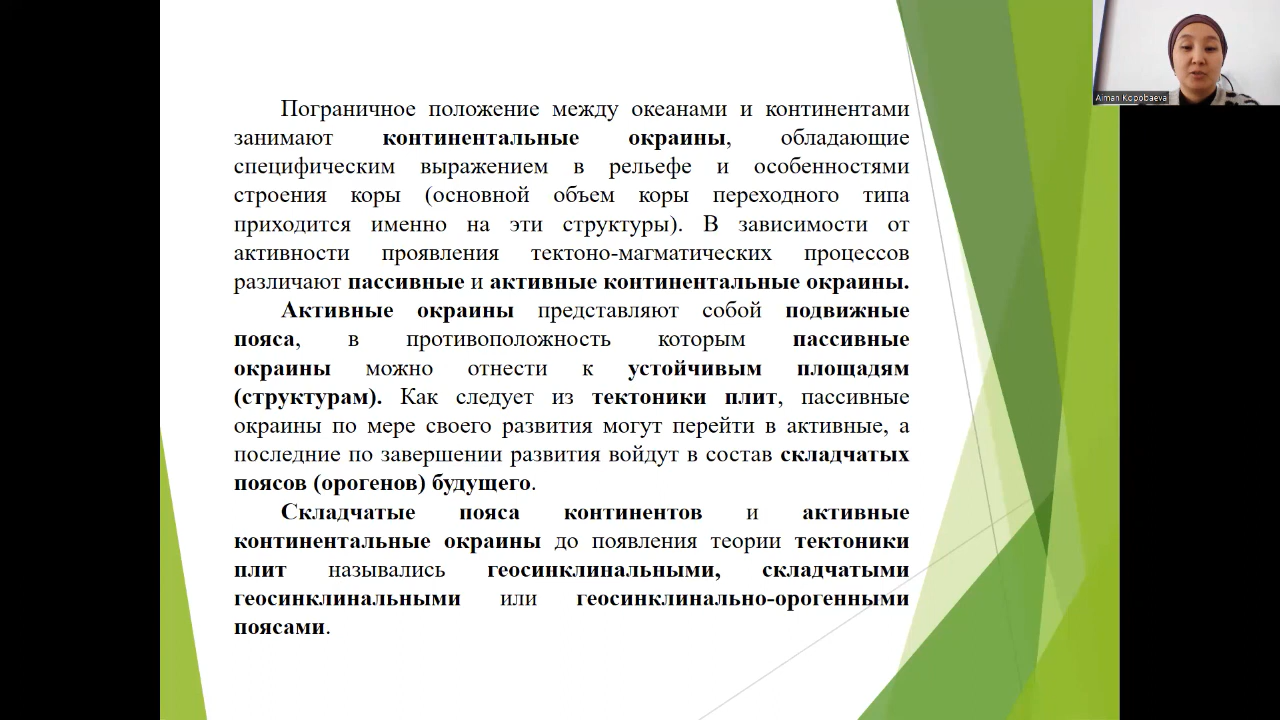 Пограничное положение между океанами и континентами
занимают континентальные окраины, обладающие
специфическим выражением в рельефе и особенностями
строения коры (основной объем коры переходного типа
приходится именно на эти структуры). В зависимости от
активности проявления тектоно-магматических процессов
различают пассивные и активные континентальные окраины.
Активные окраины представляют собой подвижные
пояса, в противоположность которым пассивные
окраины можно отнести к устойчивым площадям
(структурам). Как следует из тектоники плит, пассивные
окраины по мере своего развития могут перейти в активные, а
последние по завершении развития войдут в состав складчатых
поясов (орогенов) будущего.
Складчатые пояса континентов и активные
континентальные окраины до появления теории тектоники
плит назывались геосинклинальными, складчатыми
геосинклинальными или геосинклинально-орогенными
поясами.
Aiman
Aiman Kopobaeva